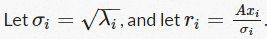 Let σᵢ = √λᵢ, and let rᵢ = Axᵢ/σᵢ